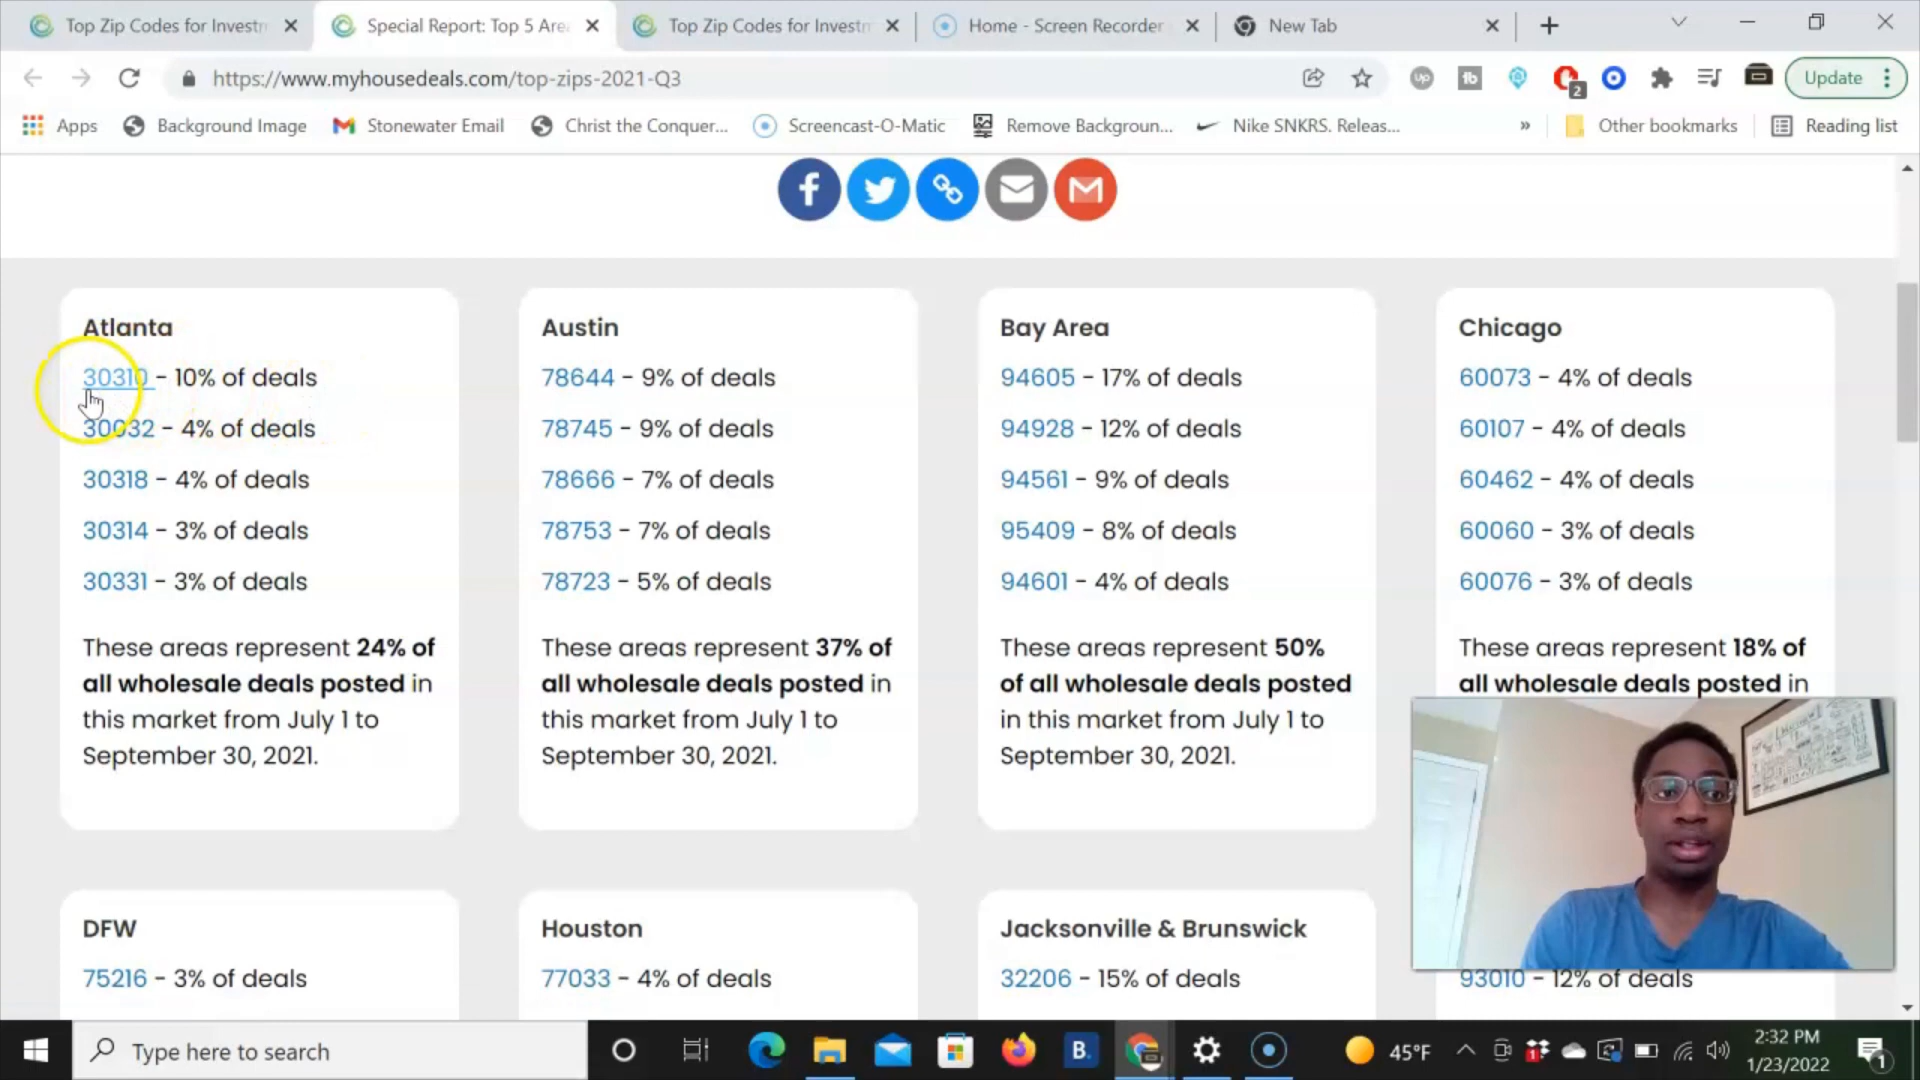 Top Zip Codes for Investm
Special Report: Top 5 Area
Top Zip Codes for Investm
Home - Screen Recorder
New Tab
https://www.myhousedeals.com/top-zips-2021-Q3
2
Update
Apps
Background Image
Stonewater Email
Christ the Conquer...
Screencast-O-Matic
Remove Backgroun...
Nike SNKRS. Releas...
»
Other bookmarks
Reading list
Atlanta
30310 - 10% of deals
30032 - 4% of deals
30318 - 4% of deals
30314 - 3% of deals
30331 - 3% of deals
These areas represent 24% of
all wholesale deals posted in
this market from July 1 to
September 30, 2021.
Austin
78644 - 9% of deals
78745 - 9% of deals
78666 - 7% of deals
78753 - 7% of deals
78723 - 5% of deals
These areas represent 37% of
all wholesale deals posted in
this market from July 1 to
September 30, 2021.
Bay Area
94605 - 17% of deals
94928 - 12% of deals
94561 - 9% of deals
95409 - 8% of deals
94601 - 4% of deals
These areas represent 50%
of all wholesale deals posted
in this market from July 1 to
September 30, 2021.
Chicago
60073 - 4% of deals
60107 - 4% of deals
60462 - 4% of deals
60060 - 3% of deals
60076 - 3% of deals
These areas represent 18% of
all wholesale deals posted in
DFW
75216 - 3% of deals
Houston
77033 - 4% of deals
Jacksonville & Brunswick
32206 - 15% of deals
93010 - 12% of deals
Type here to search
B.
45°F
2:32 PM
1/23/2022
1